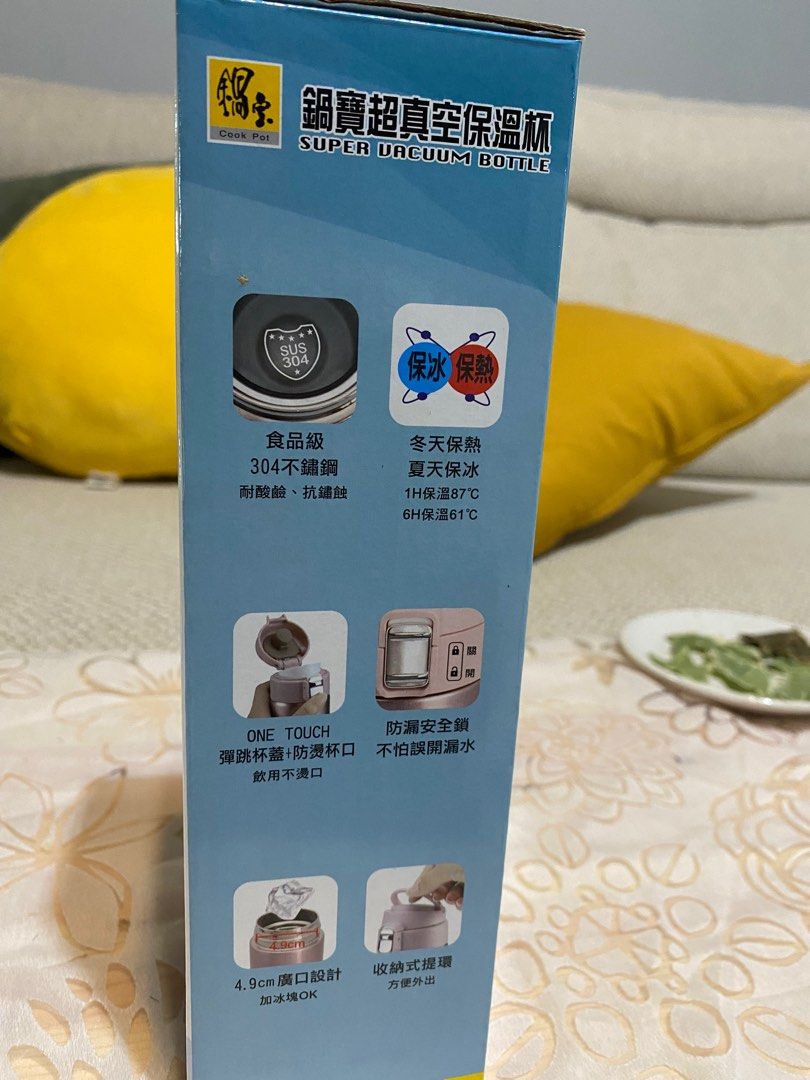 鍋寶
Cook Pot
鍋寶超真空保溫杯
SUPER VACUUM BOTTLE
SUS
304
保冰 保熱
食品級
304不鏽鋼
耐酸鹼、抗鏽蝕
冬天保熱
夏天保冰
1H保溫87℃
6H保溫61℃
關
開
ONE TOUCH
彈跳杯蓋+防燙杯口
飲用不燙口
防漏安全鎖
不怕誤開漏水
4.9cm
4.9cm廣口設計
加冰塊OK
收納式提環
方便外出